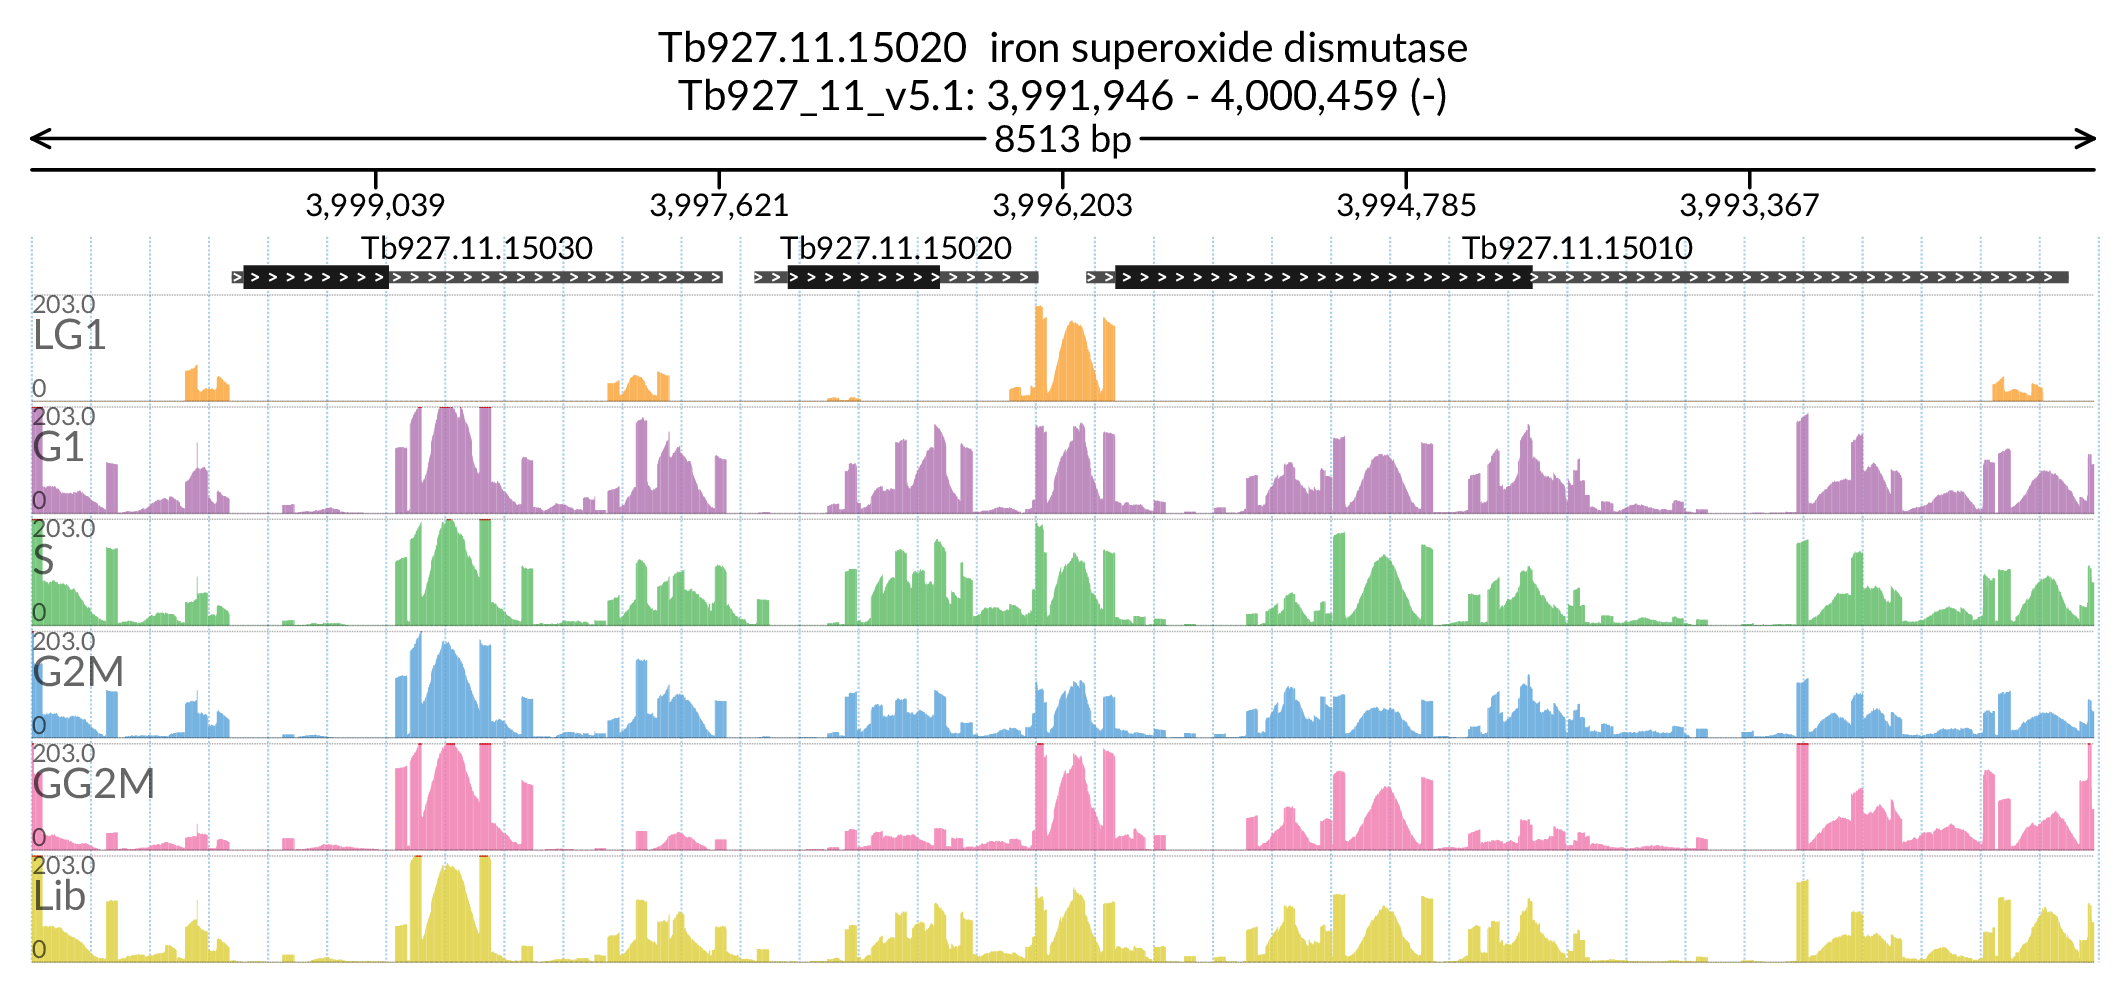 Tb927.11.15020 iron superoxide dismutase
Tb927_11_v5.1: 3,991,946 - 4,000,459 (-)
8513 bp
3,999,039 3,997,621 3,996,203 3,994,785 3,993,367
Tb927.11.15030 Tb927.11.15020 Tb927.11.15010
203.0
LG1
0
203.0
G1
0
203.0
S
0
203.0
G2M
0
203.0
GG2M
0
203.0
Lib
0